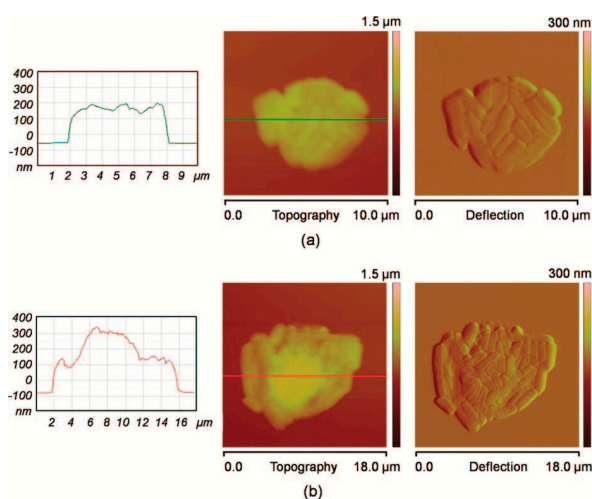 1.5 µm
300 nm
400
300
200
100
0
-100
nm
1 2 3 4 5 6 7 8 9 µm
0.0 Topography 10.0 µm
0.0 Deflection 10.0 µm
(a)
1.5 µm
300 nm
400
300
200
100
0
-100
nm
2 4 6 8 10 12 14 16 µm
0.0 Topography 18.0 µm
0.0 Deflection 18.0 µm
(b)